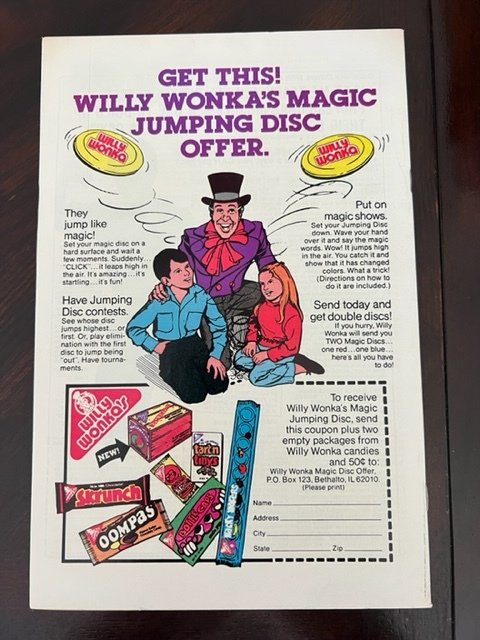 GET THIS!
WILLY WONKA'S MAGIC
JUMPING DISC
OFFER.
WILLY
WONKA
WILLY
WONKA
They
jump like
magic!
Set your magic disc on a
hard surface and wait a
few moments. Suddenly...
"CLICK"...it leaps high in
the air. It's amazing...it's
startling...it's fun!
Have Jumping
Disc contests.
See whose disc
jumps highest...or
first. Or, play elimi-
nation with the first
disc to jump being
"out". Have tourna-
ments.
Put on
magic shows.
Set your Jumping Disc
down. Wave your hand
over it and say the magic
words. Wow! It jumps high
in the air. You catch it and
show that it has changed
colors. What a trick!
(Directions on how to
do it are included.)
Send today and
get double discs!
If you hurry, Willy
Wonka will send you
TWO Magic Discs...
one red...one blue...
here's all you have
to do!
WILLY
WONKA'S
NEW!
tart n
tinys
Skrunch
OOMPAS
To receive
Willy Wonka's Magic
Jumping Disc, send
this coupon plus two
empty packages from
Willy Wonka candies
and 50¢ to:
Willy Wonka Magic Disc Offer,
P.O. Box 123, Bethalto, IL 62010.
(Please print)
Name
Address
City
State Zip